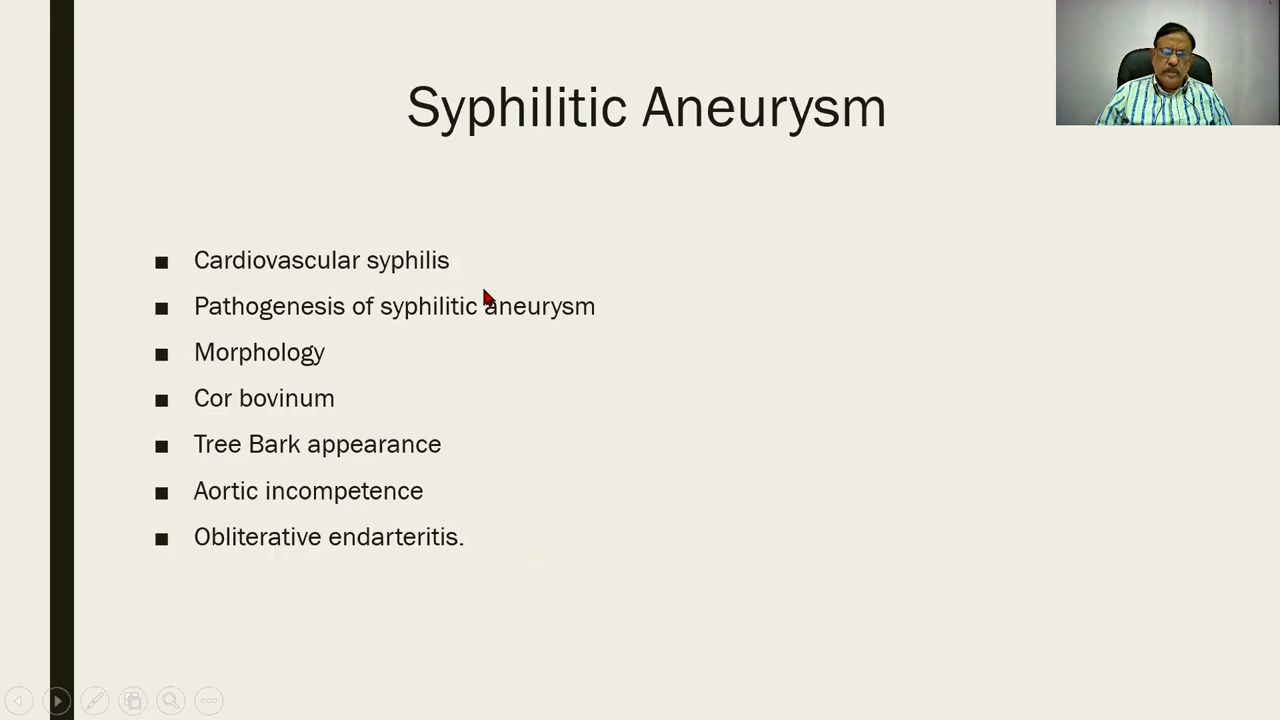 Syphilitic Aneurysm
■ Cardiovascular syphilis
■ Pathogenesis of syphilitic aneurysm
■ Morphology
■ Cor bovinum
■ Tree Bark appearance
■ Aortic incompetence
■ Obliterative endarteritis.